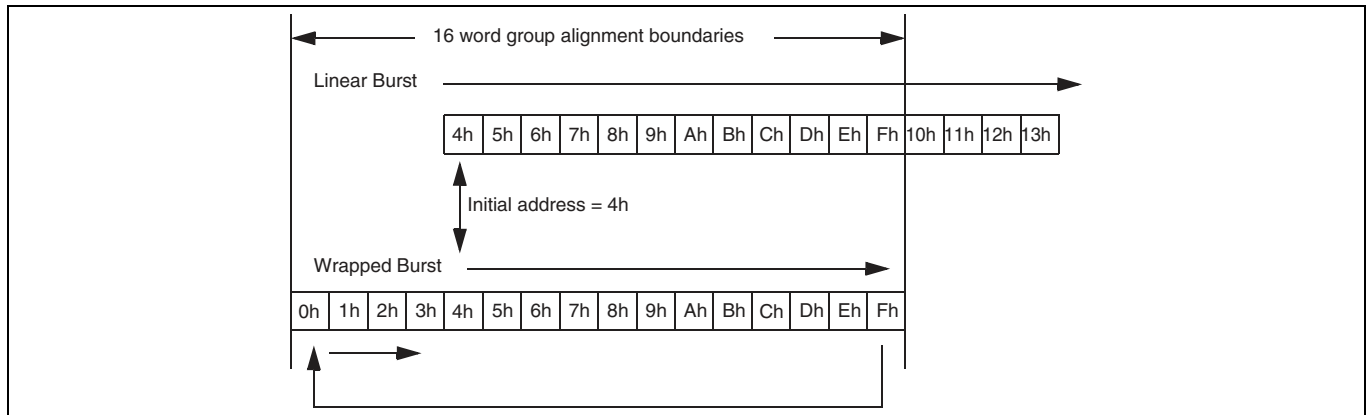 16 word group alignment boundaries
Linear Burst
4h 5h 6h 7h 8h 9h Ah Bh Ch Dh Eh Fh 10h 11h 12h 13h
Initial address = 4h
Wrapped Burst
0h 1h 2h 3h 4h 5h 6h 7h 8h 9h Ah Bh Ch Dh Eh Fh